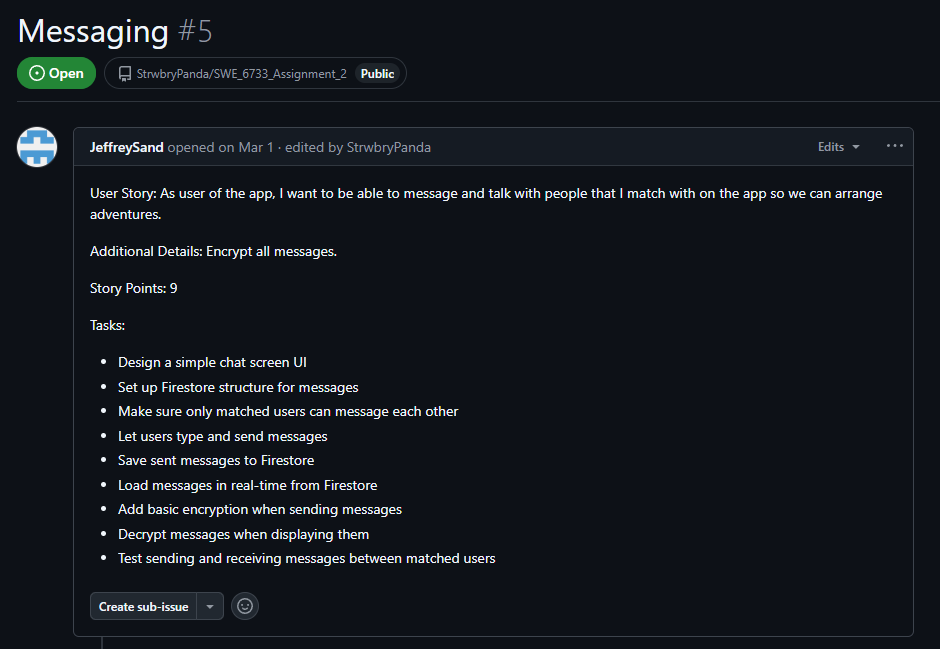 Messaging #5
Open
StrwbryPanda/SWE_6733_Assignment_2 Public
JeffreySand opened on Mar 1 · edited by StrwbryPanda
Edits
User Story: As user of the app, I want to be able to message and talk with people that I match with on the app so we can arrange
adventures.
Additional Details: Encrypt all messages.
Story Points: 9
Tasks:
Design a simple chat screen UI
Set up Firestore structure for messages
Make sure only matched users can message each other
Let users type and send messages
Save sent messages to Firestore
Load messages in real-time from Firestore
Add basic encryption when sending messages
Decrypt messages when displaying them
Test sending and receiving messages between matched users
Create sub-issue